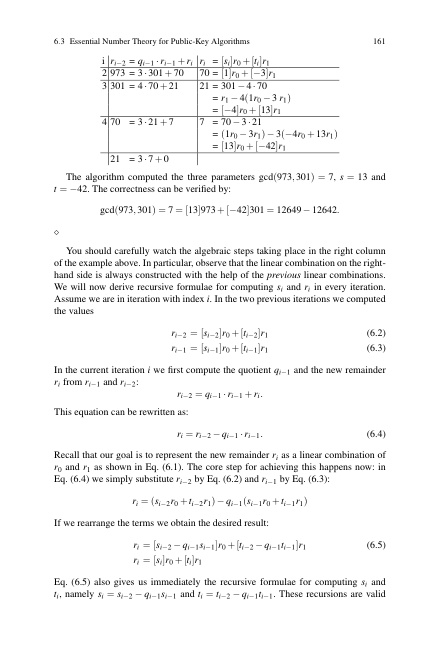 6.3 Essential Number Theory for Public-Key Algorithms 161
i r_{i−2} = q_{i−1} · r_{i−1} + r_i r_i = [s_i]r_0 + [t_i]r_1
2 973 = 3 · 301 + 70 70 = [1]r_0 + [−3]r_1
3 301 = 4 · 70 + 21 21 = 301 − 4 · 70
= r_1 − 4(1r_0 − 3 r_1)
= [−4]r_0 + [13]r_1
4 70 = 3 · 21 + 7 7 = 70 − 3 · 21
= (1r_0 − 3r_1) − 3(−4r_0 + 13r_1)
= [13]r_0 + [−42]r_1
21 = 3 · 7 + 0
The algorithm computed the three parameters gcd(973,301) = 7, s = 13 and
t = −42. The correctness can be verified by:
gcd(973,301) = 7 = [13]973 + [−42]301 = 12649 − 12642.
⋄
You should carefully watch the algebraic steps taking place in the right column
of the example above. In particular, observe that the linear combination on the right-
hand side is always constructed with the help of the previous linear combinations.
We will now derive recursive formulae for computing s_i and r_i in every iteration.
Assume we are in iteration with index i. In the two previous iterations we computed
the values
r_{i−2} = [s_{i−2}]r_0 + [t_{i−2}]r_1 (6.2)
r_{i−1} = [s_{i−1}]r_0 + [t_{i−1}]r_1 (6.3)
In the current iteration i we first compute the quotient q_{i−1} and the new remainder
r_i from r_{i−1} and r_{i−2}:
r_{i−2} = q_{i−1} · r_{i−1} + r_i.
This equation can be rewritten as:
r_i = r_{i−2} − q_{i−1} · r_{i−1}. (6.4)
Recall that our goal is to represent the new remainder r_i as a linear combination of
r_0 and r_1 as shown in Eq. (6.1). The core step for achieving this happens now: in
Eq. (6.4) we simply substitute r_{i−2} by Eq. (6.2) and r_{i−1} by Eq. (6.3):
r_i = (s_{i−2}r_0 + t_{i−2}r_1) − q_{i−1}(s_{i−1}r_0 + t_{i−1}r_1)
If we rearrange the terms we obtain the desired result:
r_i = [s_{i−2} − q_{i−1}s_{i−1}]r_0 + [t_{i−2} − q_{i−1}t_{i−1}]r_1 (6.5)
r_i = [s_i]r_0 + [t_i]r_1
Eq. (6.5) also gives us immediately the recursive formulae for computing s_i and
t_i, namely s_i = s_{i−2} − q_{i−1}s_{i−1} and t_i = t_{i−2} − q_{i−1}t_{i−1}. These recursions are valid